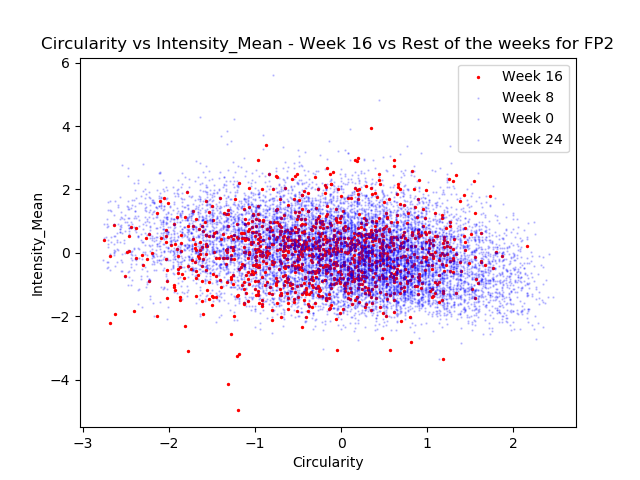 Circularity vs Intensity_Mean - Week 16 vs Rest of the weeks for FP2
Week 16
Week 8
Week 0
Week 24
Intensity_Mean
6
4
2
0
−2
−4
−3
−2
−1
0
1
2
Circularity